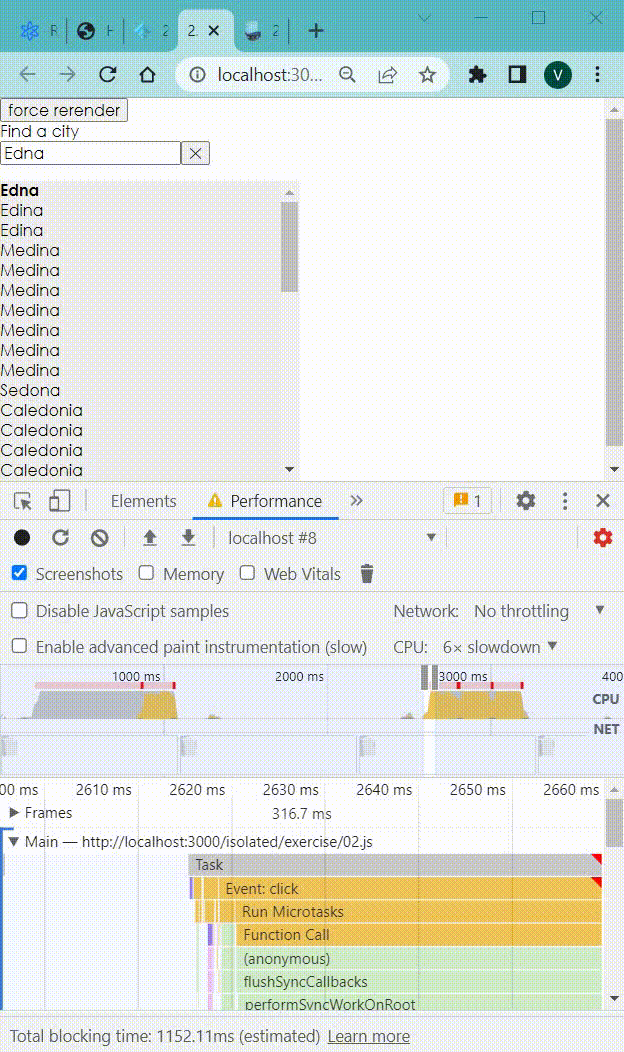 R
H
2
2.
2
localhost:30...
V
force rerender
Find a city
Edna
Edna
Edina
Edina
Medina
Medina
Medina
Medina
Medina
Medina
Medina
Sedona
Caledonia
Caledonia
Caledonia
Caledonia
Elements
Performance
1
localhost #8
Screenshots
Memory
Web Vitals
Disable JavaScript samples
Network: No throttling
Enable advanced paint instrumentation (slow)
CPU: 6× slowdown
1000 ms
2000 ms
3000 ms
400
CPU
NET
00 ms
2610 ms
2620 ms
2630 ms
2640 ms
2650 ms
2660 ms
Frames
316.7 ms
Main — http://localhost:3000/isolated/exercise/02.js
Task
Event: click
Run Microtasks
Function Call
(anonymous)
flushSyncCallbacks
performSyncWorkOnRoot
Total blocking time: 1152.11ms (estimated) Learn more